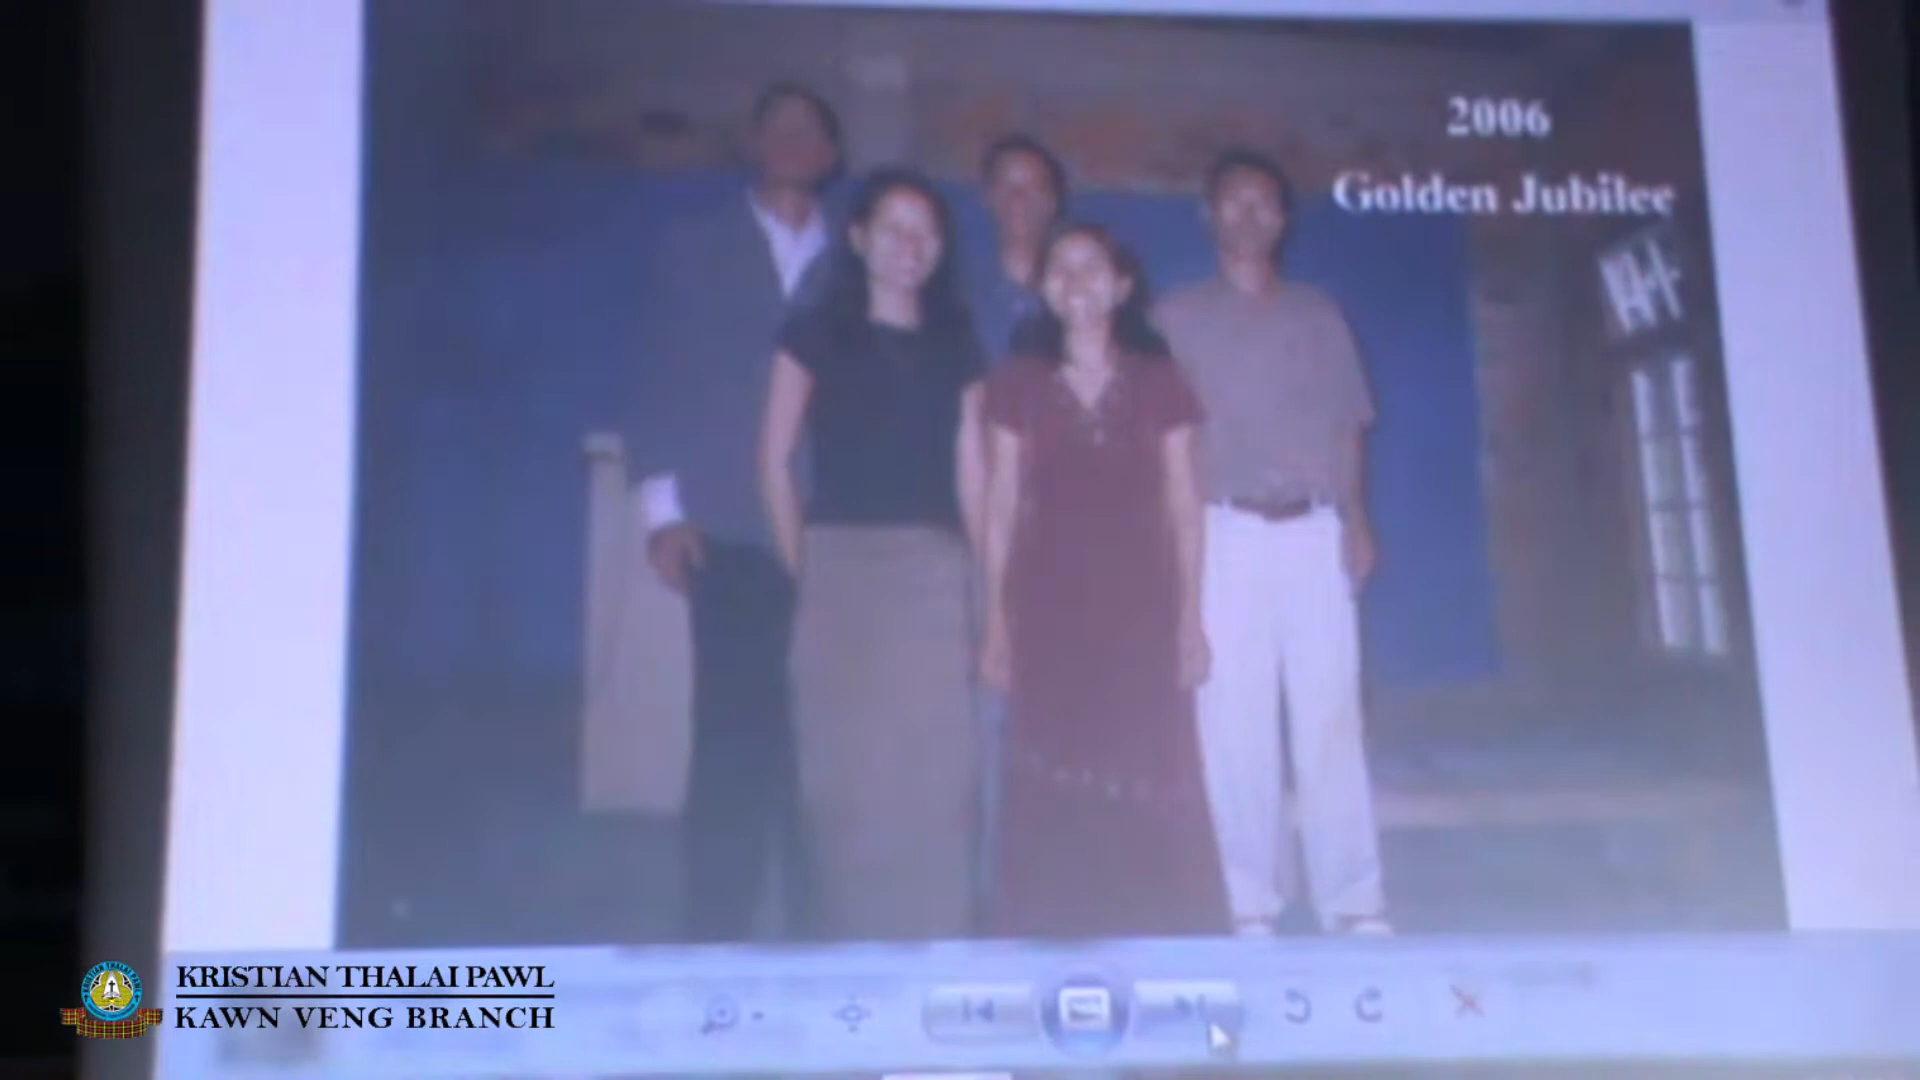 2006
Golden Jubilee
KRISTIAN THALAI PAWL
KAWN VENG BRANCH